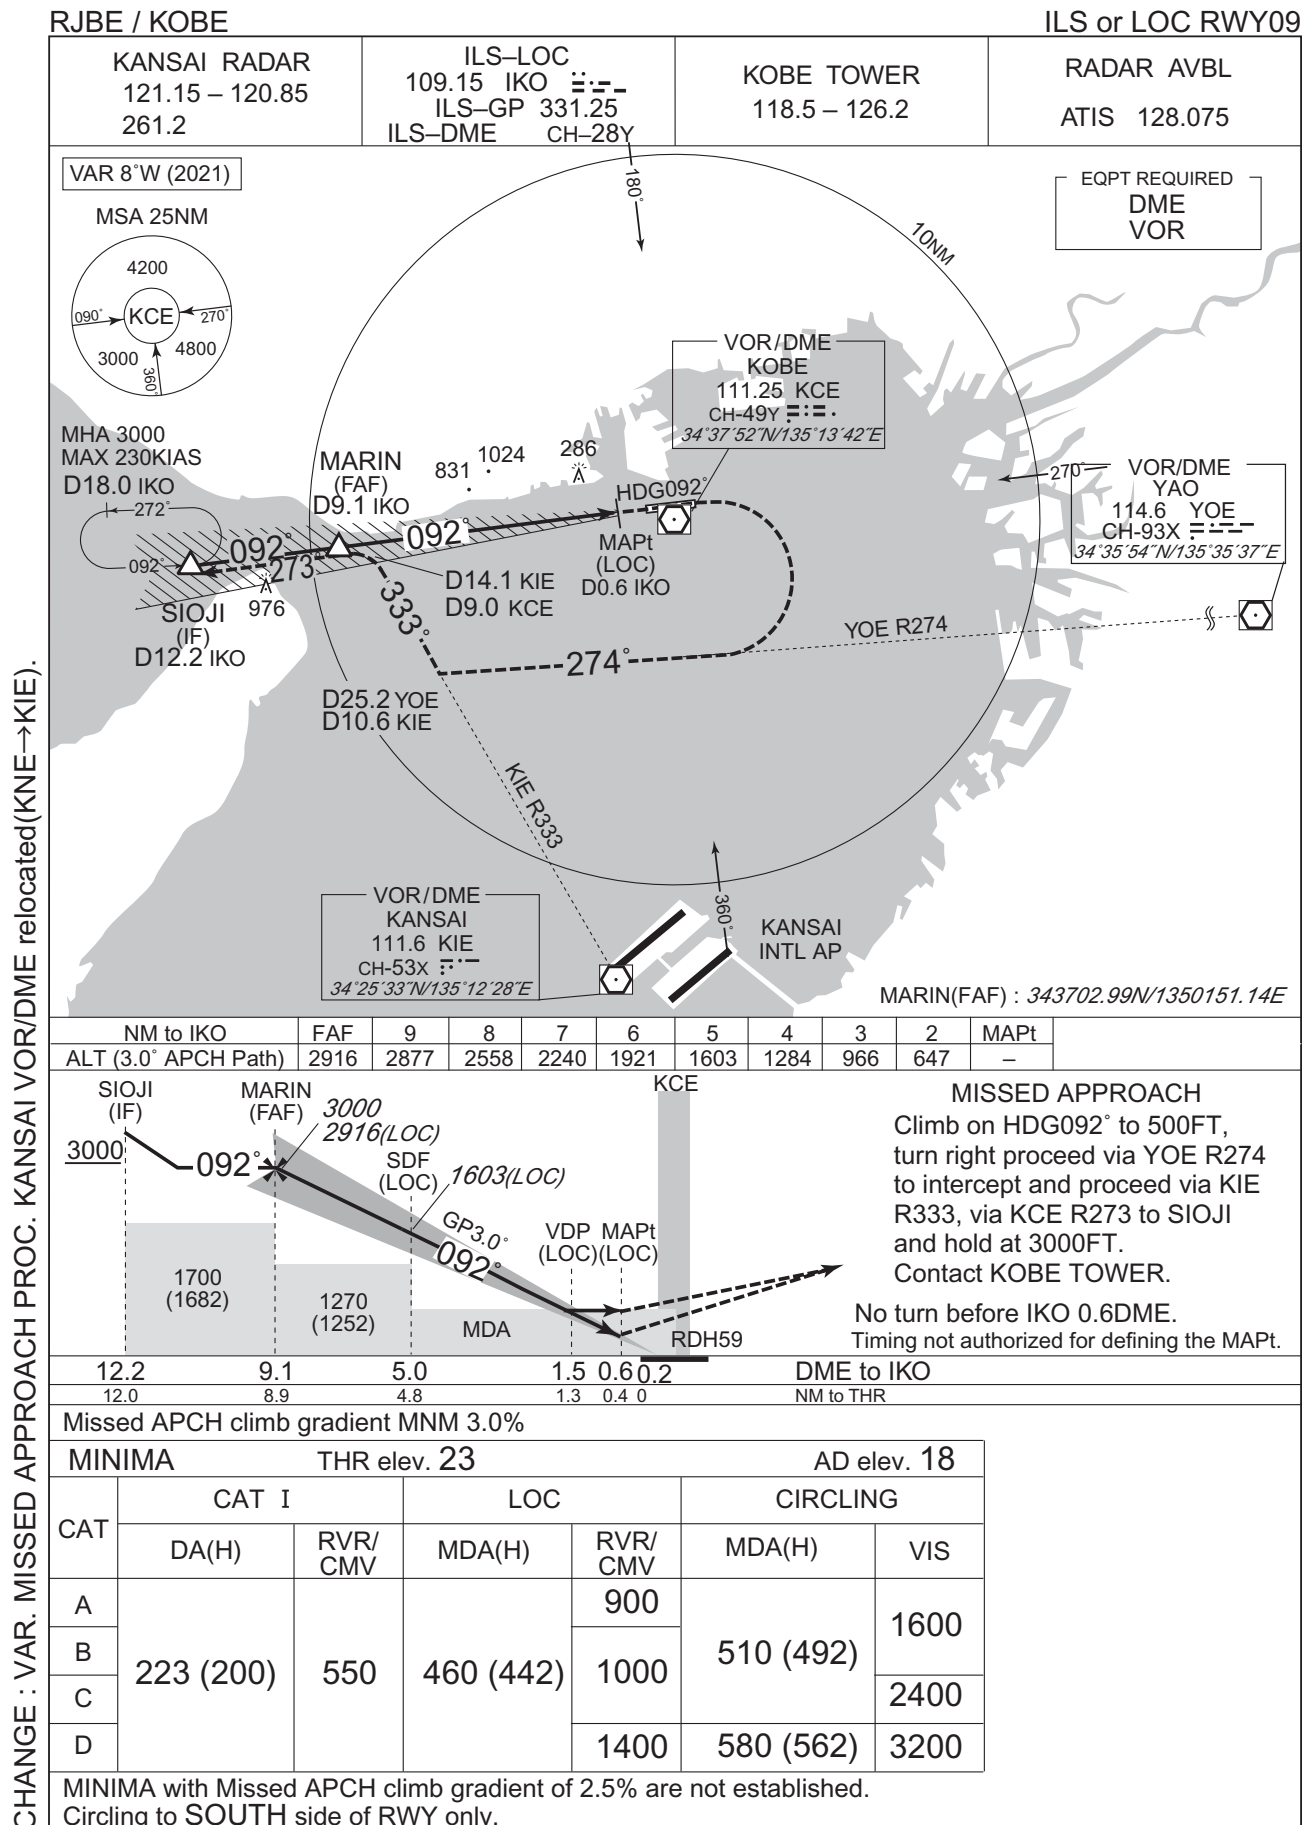 RJBE / KOBE
ILS or LOC RWY09
KANSAI RADAR
121.15 – 120.85
261.2
ILS–LOC
109.15 IKO
ILS–GP 331.25
ILS–DME CH–28Y
KOBE TOWER
118.5 – 126.2
RADAR AVBL
ATIS 128.075
VAR 8°W (2021)
MSA 25NM
4200
090°
KCE
270°
3000
4800
360°
180°
10NM
EQPT REQUIRED
DME
VOR
VOR/DME
KOBE
111.25 KCE
CH-49Y
34°37´52˝N/135°13´42˝E
MHA 3000
MAX 230KIAS
D18.0 IKO
272°
092°
MARIN
(FAF)
D9.1 IKO
831
1024
286
HDG092°
270°
VOR/DME
YAO
114.6 YOE
CH-93X
34°35´54˝N/135°35´37˝E
092°
092°
273°
976
SIOJI
(IF)
D12.2 IKO
MAPt
(LOC)
D0.6 IKO
D14.1 KIE
D9.0 KCE
333°
274°
YOE R274
D25.2 YOE
D10.6 KIE
KIE R333
VOR/DME
KANSAI
111.6 KIE
CH-53X
34°25´33˝N/135°12´28˝E
360°
KANSAI
INTL AP
MARIN(FAF) : 343702.99N/1350151.14E
NM to IKO FAF 9 8 7 6 5 4 3 2 MAPt
ALT (3.0° APCH Path) 2916 2877 2558 2240 1921 1603 1284 966 647 –
SIOJI
(IF)
MARIN
(FAF)
3000
2916(LOC)
3000
092°
SDF
(LOC)
1603(LOC)
GP3.0°
092°
VDP
(LOC)
MAPt
(LOC)
KCE
1700
(1682)
1270
(1252)
MDA
RDH59
MISSED APPROACH
Climb on HDG092° to 500FT,
turn right proceed via YOE R274
to intercept and proceed via KIE
R333, via KCE R273 to SIOJI
and hold at 3000FT.
Contact KOBE TOWER.
No turn before IKO 0.6DME.
Timing not authorized for defining the MAPt.
12.2 9.1 5.0 1.5 0.6 0.2 DME to IKO
12.0 8.9 4.8 1.3 0.4 0 NM to THR
Missed APCH climb gradient MNM 3.0%
MINIMA THR elev. 23 AD elev. 18
CAT
CAT I
LOC
CIRCLING
DA(H)
RVR/
CMV
MDA(H)
RVR/
CMV
MDA(H)
VIS
A
B
C
D
223 (200)
550
460 (442)
900
1000
1400
510 (492)
580 (562)
1600
2400
3200
MINIMA with Missed APCH climb gradient of 2.5% are not established.
Circling to SOUTH side of RWY only.
CHANGE : VAR. MISSED APPROACH PROC. KANSAI VOR/DME relocated(KNE→KIE).